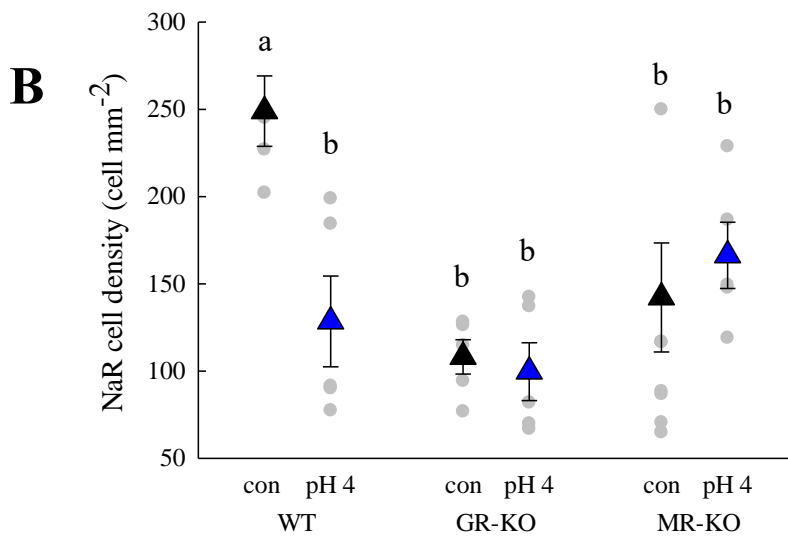 B
NaR cell density (cell mm⁻²)
300
250
200
150
100
50
a
b
b
b
b
b
con pH 4 con pH 4 con pH 4
WT GR-KO MR-KO